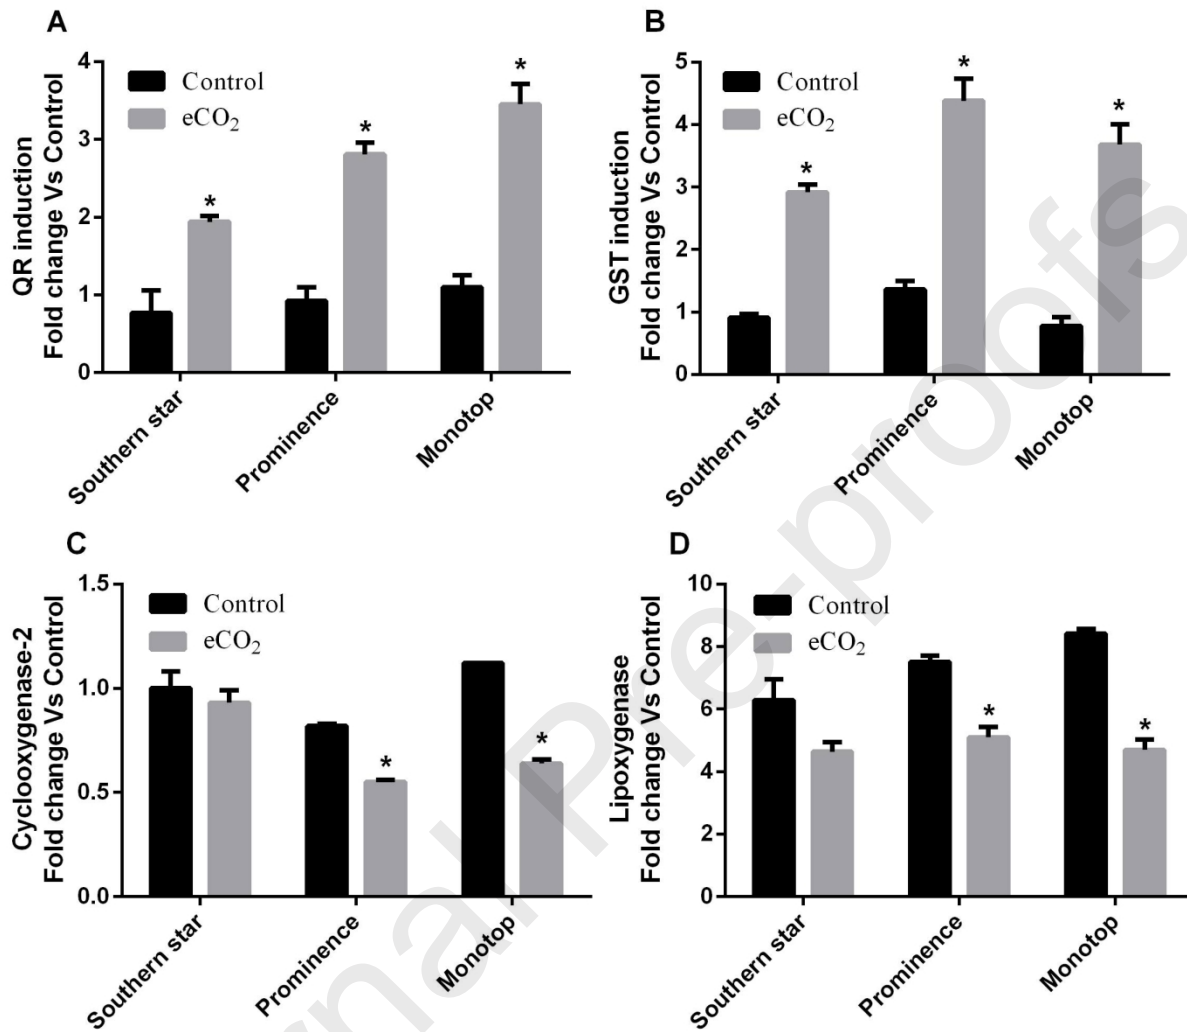 A
QR induction
Fold change Vs Control
4
3
2
1
0
Control
eCO₂
*
*
*
Southern star
Prominence
Monotop
B
GST induction
Fold change Vs Control
5
4
3
2
1
0
Control
eCO₂
*
*
*
Southern star
Prominence
Monotop
C
Cyclooxygenase-2
Fold change Vs Control
1.5
1.0
0.5
0.0
Control
eCO₂
*
*
Southern star
Prominence
Monotop
D
Lipoxygenase
Fold change Vs Control
10
8
6
4
2
0
Control
eCO₂
*
*
Southern star
Prominence
Monotop
rnal Pre-proofs